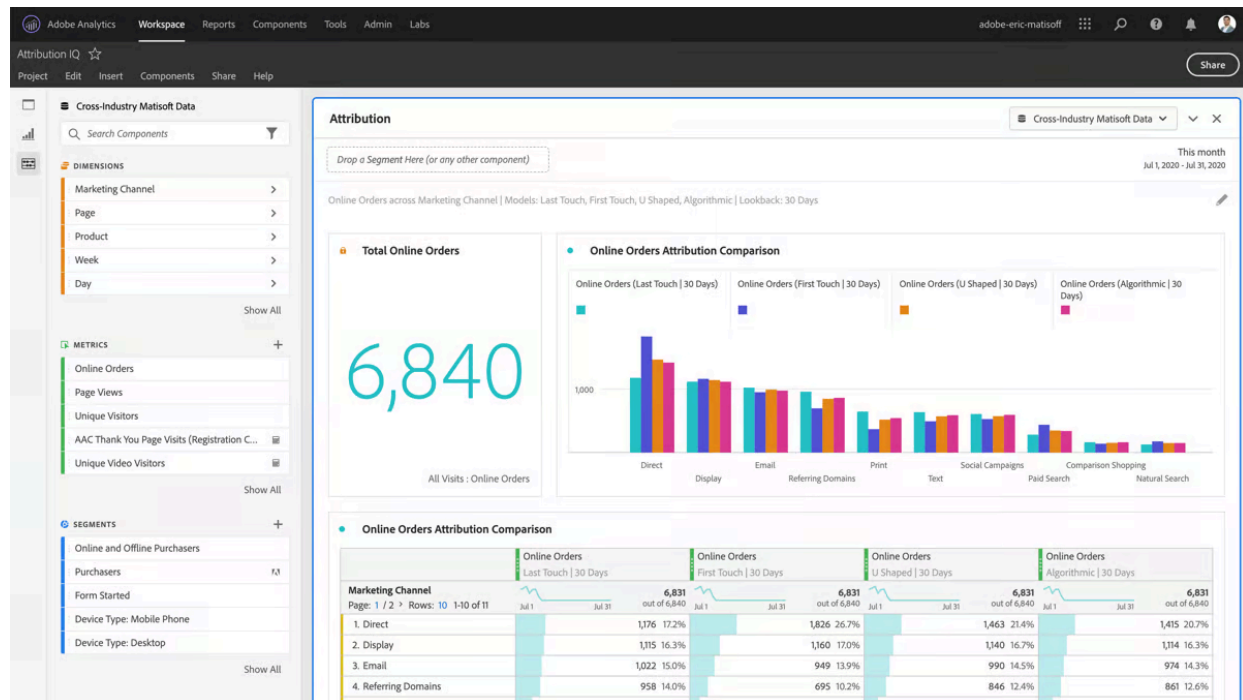 Adobe Analytics Workspace Reports Components Tools Admin Labs adobe-eric-matisoff
Attribution IQ
Project Edit Insert Components Share Help Share
Cross-Industry Matisoft Data
Search Components
DIMENSIONS
Marketing Channel
Page
Product
Week
Day
Show All
METRICS
Online Orders
Page Views
Unique Visitors
AAC Thank You Page Visits (Registration C...
Unique Video Visitors
Show All
SEGMENTS
Online and Offline Purchasers
Purchasers
Form Started
Device Type: Mobile Phone
Device Type: Desktop
Show All
Attribution Cross-Industry Matisoft Data
Drop a Segment Here (or any other component)
This month
Jul 1, 2020 - Jul 31, 2020
Online Orders across Marketing Channel | Models: Last Touch, First Touch, U Shaped, Algorithmic | Lookback: 30 Days
Total Online Orders
6,840
All Visits : Online Orders
Online Orders Attribution Comparison
Online Orders (Last Touch | 30 Days) Online Orders (First Touch | 30 Days) Online Orders (U Shaped | 30 Days) Online Orders (Algorithmic | 30
Days)
1,000
Direct Email Print Social Campaigns Comparison Shopping
Display Referring Domains Text Paid Search Natural Search
Online Orders Attribution Comparison
Online Orders Online Orders Online Orders Online Orders
Last Touch | 30 Days First Touch | 30 Days U Shaped | 30 Days Algorithmic | 30 Days
Marketing Channel 6,831 6,831 6,831 6,831
Page: 1 / 2 > Rows: 10 1-10 of 11 Jul 1 Jul 31 out of 6,840 Jul 1 Jul 31 out of 6,840 Jul 1 Jul 31 out of 6,840 Jul 1 Jul 31 out of 6,840
1. Direct 1,176 17.2% 1,826 26.7% 1,463 21.4% 1,415 20.7%
2. Display 1,115 16.3% 1,160 17.0% 1,140 16.7% 1,114 16.3%
3. Email 1,022 15.0% 949 13.9% 990 14.5% 974 14.3%
4. Referring Domains 958 14.0% 695 10.2% 846 12.4% 861 12.6%